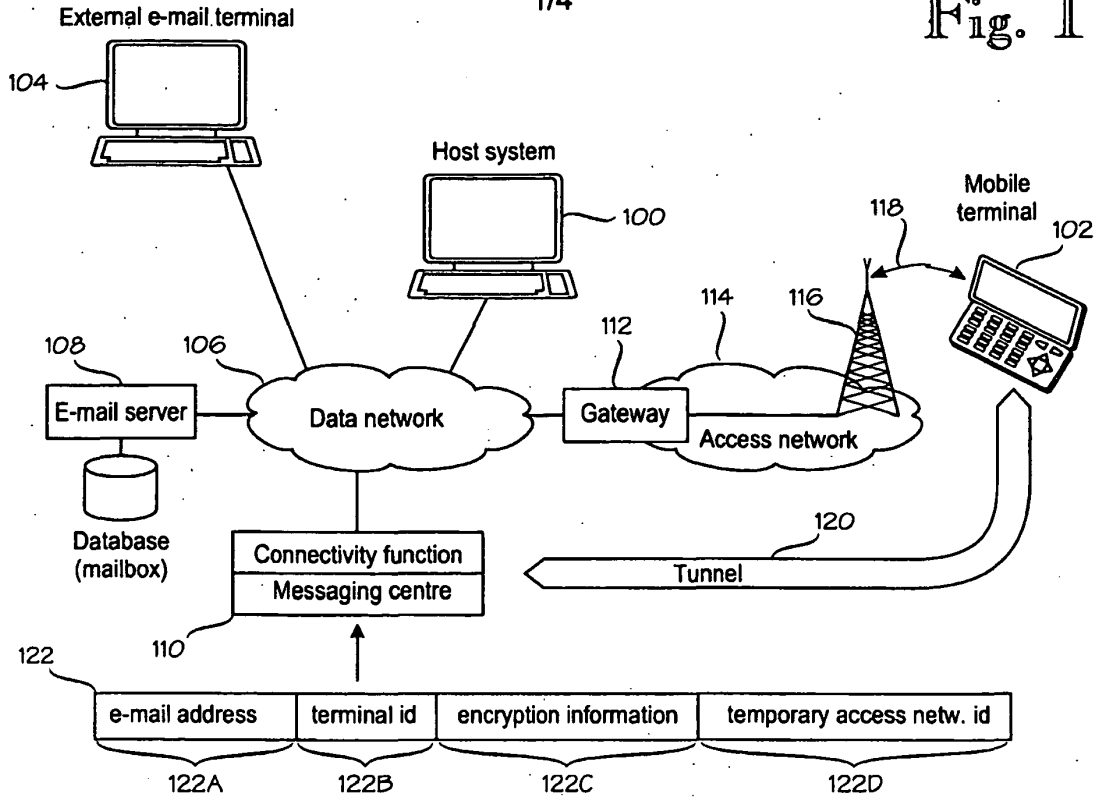 1/4
Fig. 1
External e-mail terminal
104
Host system
100
Mobile
terminal
118
102
114
116
112
108
106
E-mail server
Data network
Gateway
Access network
Database
(mailbox)
Connectivity function
Messaging centre
120
Tunnel
110
122
e-mail address
terminal id
encryption information
temporary access netw. id
122A
122B
122C
122D